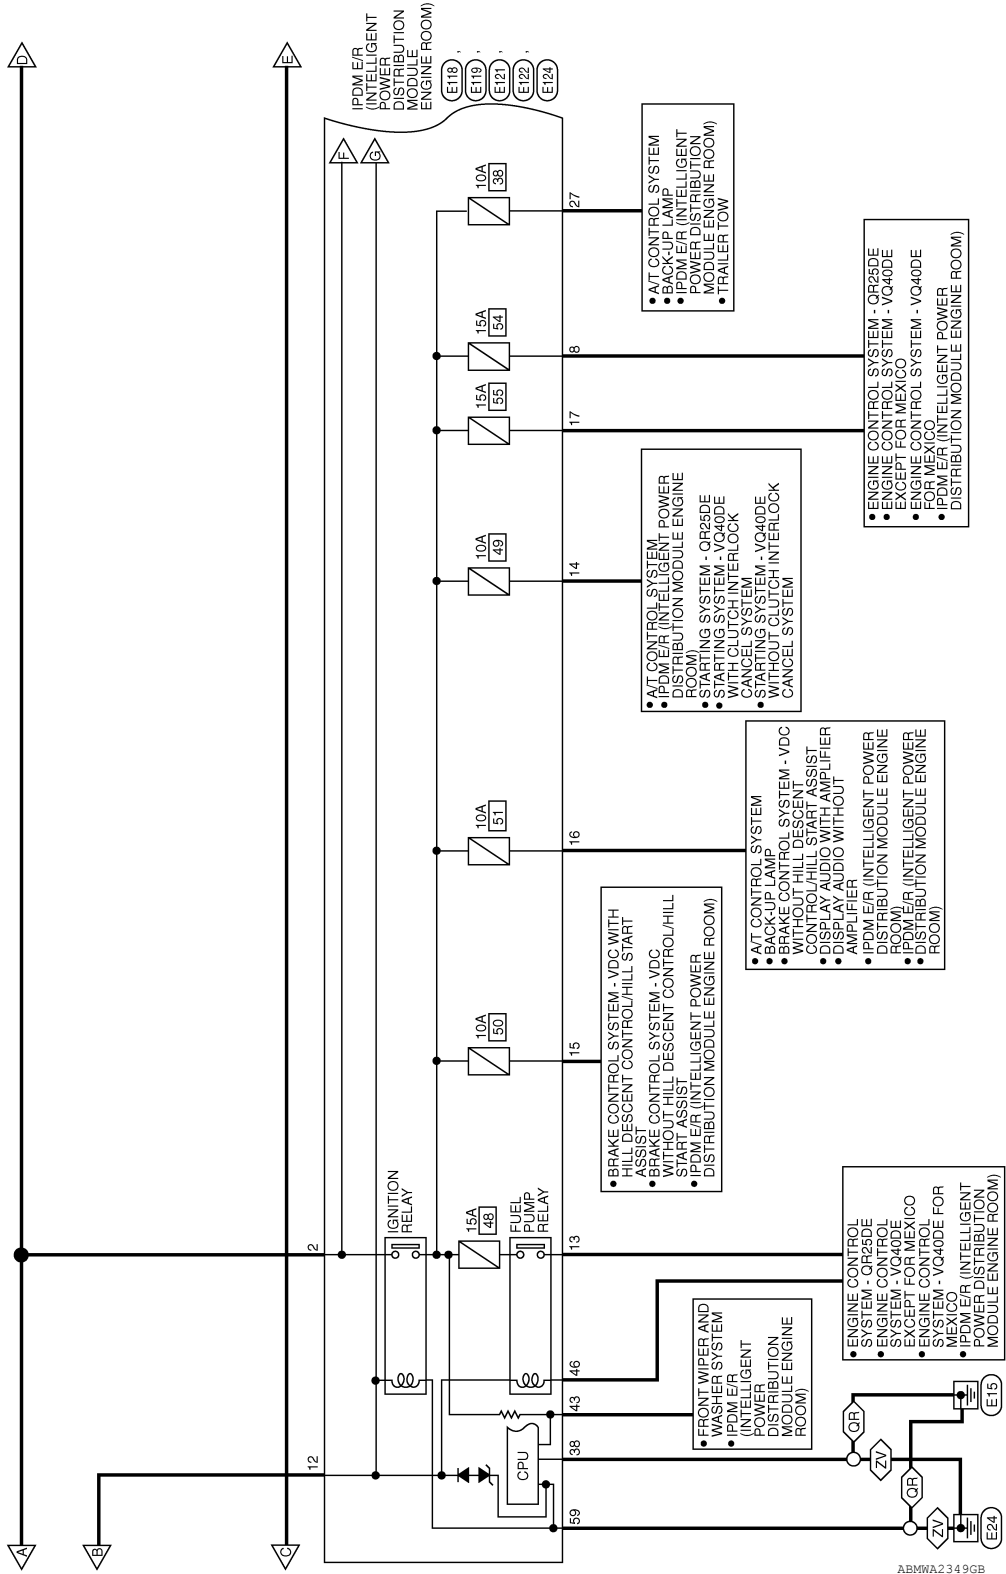 D
E
IPDM E/R
(INTELLIGENT
POWER
DISTRIBUTION
MODULE
ENGINE ROOM)
E118 ,
E119 ,
E121 ,
E122 ,
E124
F
G
10A
38
27
• A/T CONTROL SYSTEM
• BACK-UP LAMP
• IPDM E/R (INTELLIGENT
POWER DISTRIBUTION
MODULE ENGINE ROOM)
• TRAILER TOW
15A
54
8
15A
55
17
• ENGINE CONTROL SYSTEM - QR25DE
• ENGINE CONTROL SYSTEM - VQ40DE
EXCEPT FOR MEXICO
• ENGINE CONTROL SYSTEM - VQ40DE
FOR MEXICO
• IPDM E/R (INTELLIGENT POWER
DISTRIBUTION MODULE ENGINE ROOM)
10A
49
14
• A/T CONTROL SYSTEM
• IPDM E/R (INTELLIGENT POWER
DISTRIBUTION MODULE ENGINE
ROOM)
• STARTING SYSTEM - QR25DE
• STARTING SYSTEM - VQ40DE
WITH CLUTCH INTERLOCK
CANCEL SYSTEM
• STARTING SYSTEM - VQ40DE
WITHOUT CLUTCH INTERLOCK
CANCEL SYSTEM
10A
51
16
• A/T CONTROL SYSTEM
• BACK-UP LAMP
• BRAKE CONTROL SYSTEM - VDC
WITHOUT HILL DESCENT
CONTROL/HILL START ASSIST
• DISPLAY AUDIO WITH AMPLIFIER
• DISPLAY AUDIO WITHOUT
AMPLIFIER
• IPDM E/R (INTELLIGENT POWER
DISTRIBUTION MODULE ENGINE
ROOM)
• IPDM E/R (INTELLIGENT POWER
• DISTRIBUTION MODULE ENGINE
ROOM)
10A
50
15
• BRAKE CONTROL SYSTEM - VDC WITH
HILL DESCENT CONTROL/HILL START
ASSIST
• BRAKE CONTROL SYSTEM - VDC
WITHOUT HILL DESCENT CONTROL/HILL
START ASSIST
• IPDM E/R (INTELLIGENT POWER
DISTRIBUTION MODULE ENGINE ROOM)
2
IGNITION
RELAY
15A
48
FUEL
PUMP
RELAY
13
• ENGINE CONTROL
SYSTEM - QR25DE
• ENGINE CONTROL
SYSTEM - VQ40DE
EXCEPT FOR MEXICO
• ENGINE CONTROL
SYSTEM - VQ40DE FOR
MEXICO
• IPDM E/R (INTELLIGENT
POWER DISTRIBUTION
MODULE ENGINE ROOM)
46
43
• FRONT WIPER AND
WASHER SYSTEM
• IPDM E/R
(INTELLIGENT
POWER
DISTRIBUTION
MODULE ENGINE
ROOM)
12
CPU
38
59
QR
ZV
E15
QR
ZV
E24
A
B
C
ABMWA2349GB